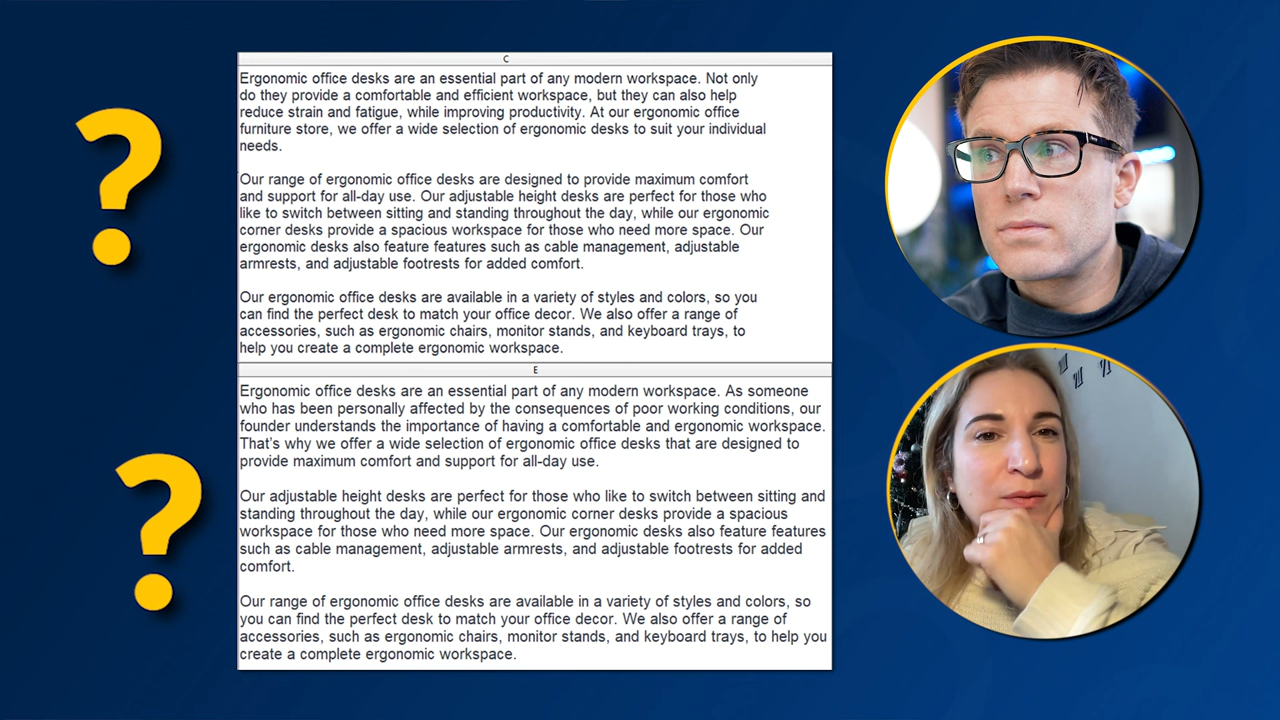 ?
?
C
Ergonomic office desks are an essential part of any modern workspace. Not only
do they provide a comfortable and efficient workspace, but they can also help
reduce strain and fatigue, while improving productivity. At our ergonomic office
furniture store, we offer a wide selection of ergonomic desks to suit your individual
needs.
Our range of ergonomic office desks are designed to provide maximum comfort
and support for all-day use. Our adjustable height desks are perfect for those who
like to switch between sitting and standing throughout the day, while our ergonomic
corner desks provide a spacious workspace for those who need more space. Our
ergonomic desks also feature features such as cable management, adjustable
armrests, and adjustable footrests for added comfort.
Our ergonomic office desks are available in a variety of styles and colors, so you
can find the perfect desk to match your office decor. We also offer a range of
accessories, such as ergonomic chairs, monitor stands, and keyboard trays, to
help you create a complete ergonomic workspace.
E
Ergonomic office desks are an essential part of any modern workspace. As someone
who has been personally affected by the consequences of poor working conditions, our
founder understands the importance of having a comfortable and ergonomic workspace.
That's why we offer a wide selection of ergonomic office desks that are designed to
provide maximum comfort and support for all-day use.
Our adjustable height desks are perfect for those who like to switch between sitting and
standing throughout the day, while our ergonomic corner desks provide a spacious
workspace for those who need more space. Our ergonomic desks also feature features
such as cable management, adjustable armrests, and adjustable footrests for added
comfort.
Our range of ergonomic office desks are available in a variety of styles and colors, so
you can find the perfect desk to match your office decor. We also offer a range of
accessories, such as ergonomic chairs, monitor stands, and keyboard trays, to help you
create a complete ergonomic workspace.